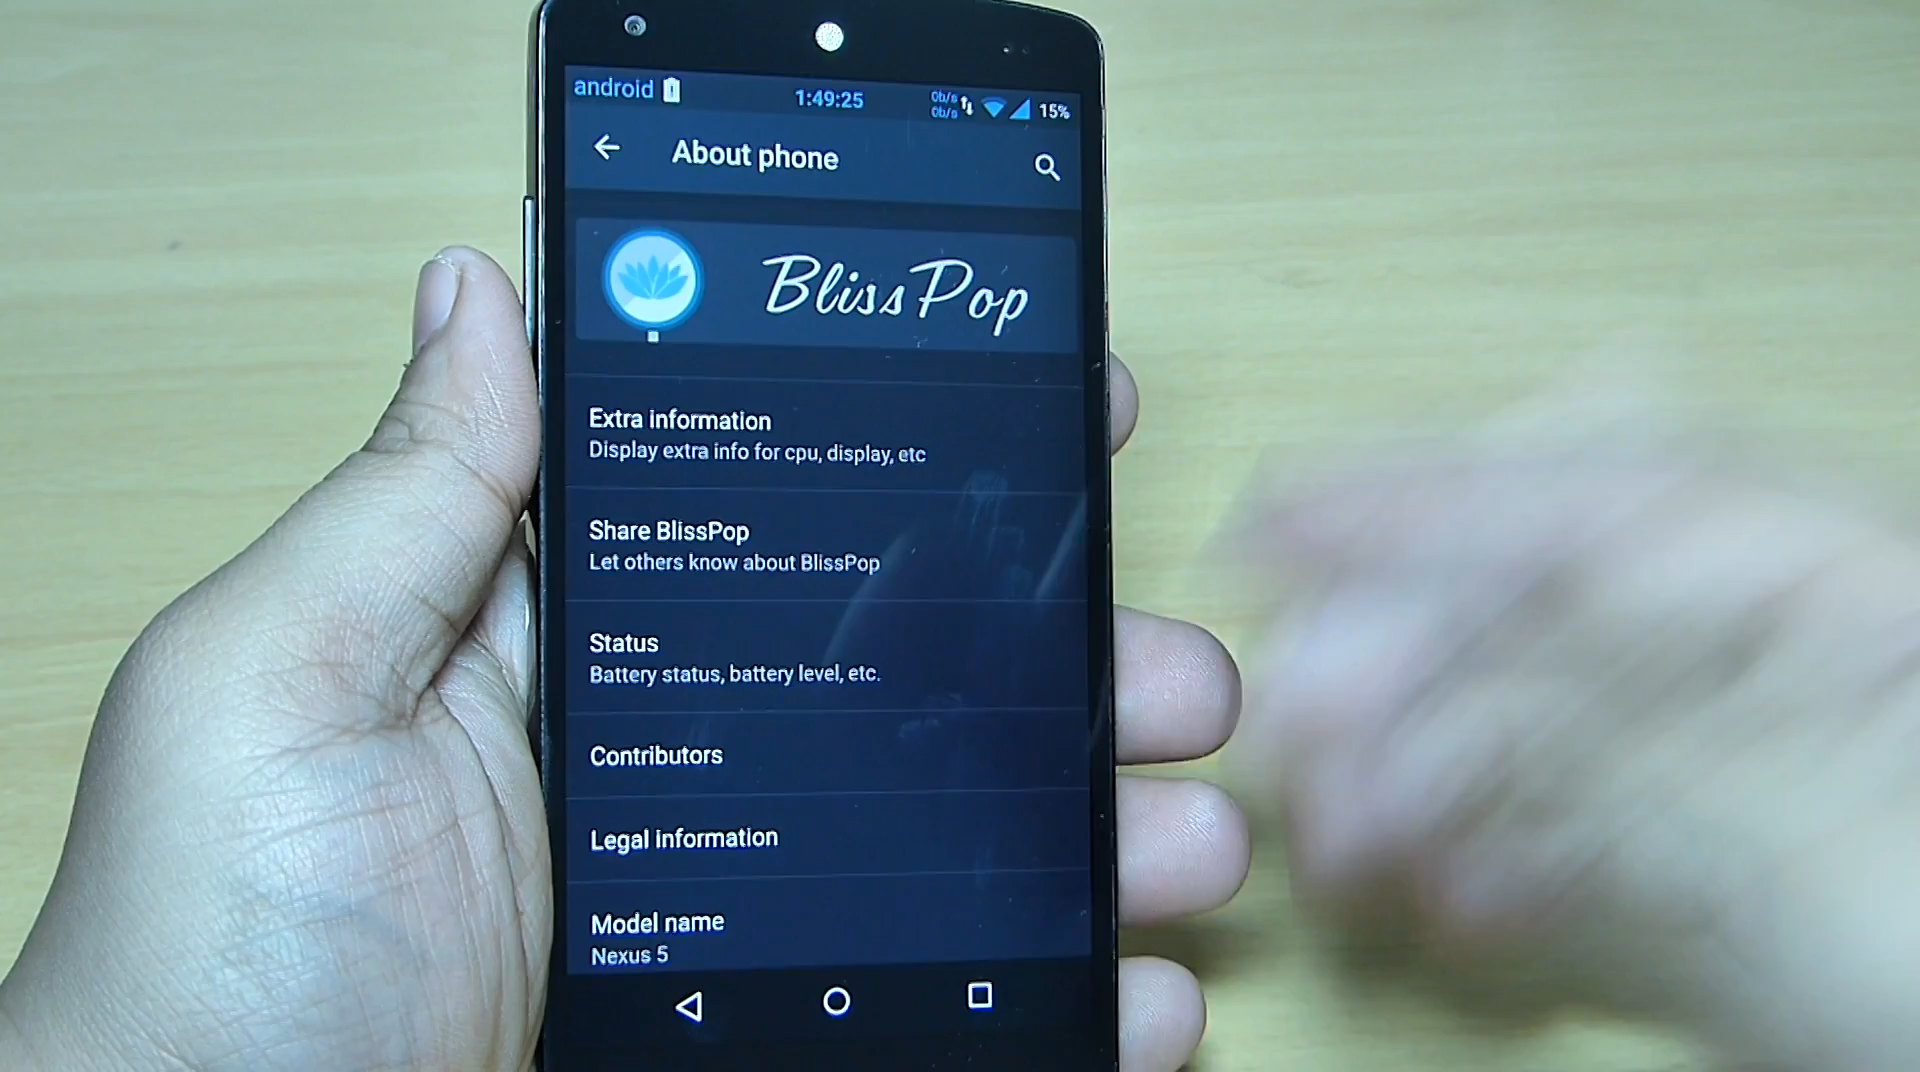 android 1:49:25 0b/s 15%
0b/s
About phone
BlissPop
Extra information
Display extra info for cpu, display, etc
Share BlissPop
Let others know about BlissPop
Status
Battery status, battery level, etc.
Contributors
Legal information
Model name
Nexus 5